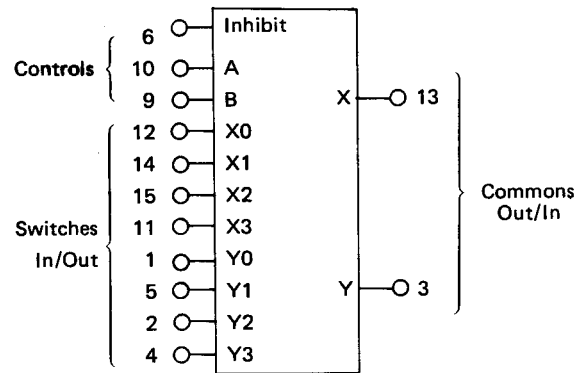 6 Inhibit
Controls 10 A
9 B X 13
12 X0
14 X1
15 X2
Switches 11 X3
In/Out 1 Y0
5 Y1 Y 3
2 Y2
4 Y3
Commons
Out/In